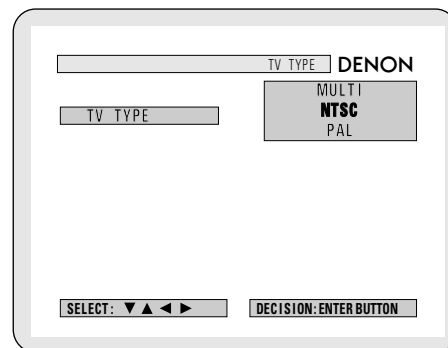 TV TYPE DENON
MULTI
TV TYPE
NTSC
PAL
SELECT: ▼ ▲ ◄ ► DECISION: ENTER BUTTON